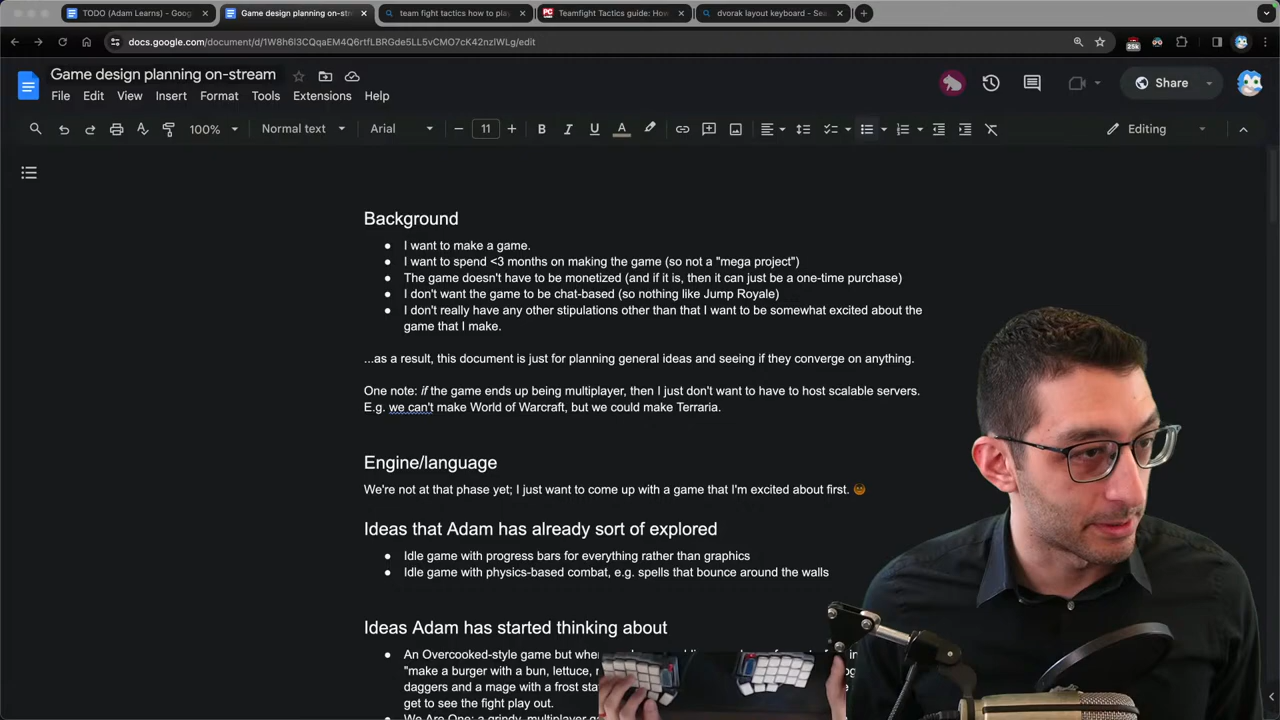 TODO (Adam Learns) - Goog
Game design planning on-st
team fight tactics how to pla
Teamfight Tactics guide: How
dvorak layout keyboard - Sea
docs.google.com/document/d/1W8h6l3CQqaEM4Q6rtfLBRGde5LL5vCMO7cK42nzlWLg/edit
25k
Game design planning on-stream
File Edit View Insert Format Tools Extensions Help
Share
100% Normal text Arial 11 Editing
Background
I want to make a game.
I want to spend <3 months on making the game (so not a "mega project")
The game doesn't have to be monetized (and if it is, then it can just be a one-time purchase)
I don't want the game to be chat-based (so nothing like Jump Royale)
I don't really have any other stipulations other than that I want to be somewhat excited about the
game that I make.
...as a result, this document is just for planning general ideas and seeing if they converge on anything.
One note: if the game ends up being multiplayer, then I just don't want to have to host scalable servers.
E.g. we can't make World of Warcraft, but we could make Terraria.
Engine/language
We're not at that phase yet; I just want to come up with a game that I'm excited about first.
Ideas that Adam has already sort of explored
Idle game with progress bars for everything rather than graphics
Idle game with physics-based combat, e.g. spells that bounce around the walls
Ideas Adam has started thinking about
An Overcooked-style game but wher
"make a burger with a bun, lettuce,
daggers and a mage with a frost sta
get to see the fight play out.
We Are One: a grindy, multiplayer ga